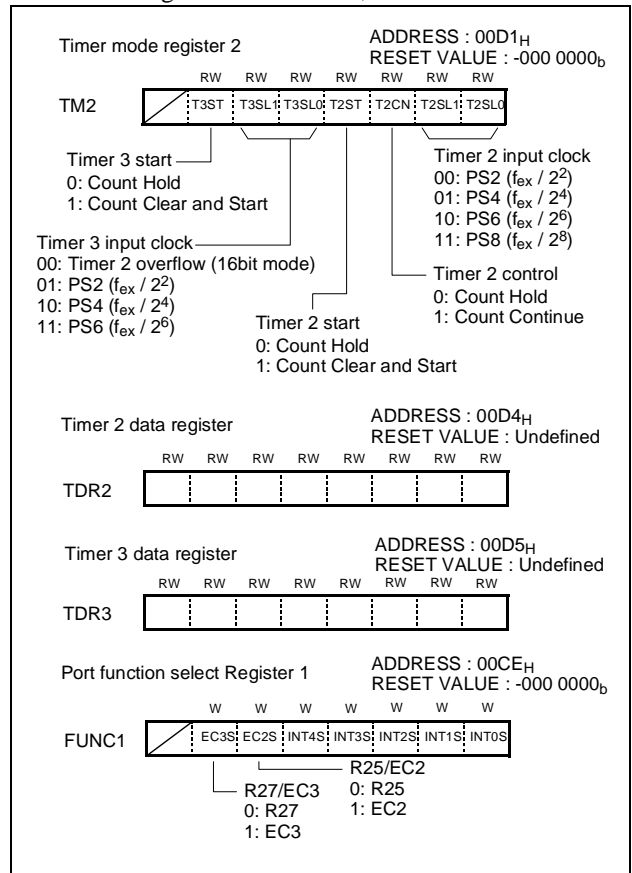 Timer mode register 2
ADDRESS : 00D1H
RESET VALUE : -000 0000b
RW RW RW RW RW RW RW
TM2
T3ST T3SL1 T3SL0 T2ST T2CN T2SL1 T2SL0
Timer 3 start
0: Count Hold
1: Count Clear and Start
Timer 2 input clock
00: PS2 (fex / 2²)
01: PS4 (fex / 2⁴)
10: PS6 (fex / 2⁶)
11: PS8 (fex / 2⁸)
Timer 3 input clock
00: Timer 2 overflow (16bit mode)
01: PS2 (fex / 2²)
10: PS4 (fex / 2⁴)
11: PS6 (fex / 2⁶)
Timer 2 control
0: Count Hold
1: Count Continue
Timer 2 start
0: Count Hold
1: Count Clear and Start
Timer 2 data register
ADDRESS : 00D4H
RESET VALUE : Undefined
RW RW RW RW RW RW RW RW
TDR2
Timer 3 data register
ADDRESS : 00D5H
RESET VALUE : Undefined
RW RW RW RW RW RW RW RW
TDR3
Port function select Register 1
ADDRESS : 00CEH
RESET VALUE : -000 0000b
W W W W W W W
FUNC1
EC3S EC2S INT4S INT3S INT2S INT1S INT0S
R25/EC2
0: R25
1: EC2
R27/EC3
0: R27
1: EC3